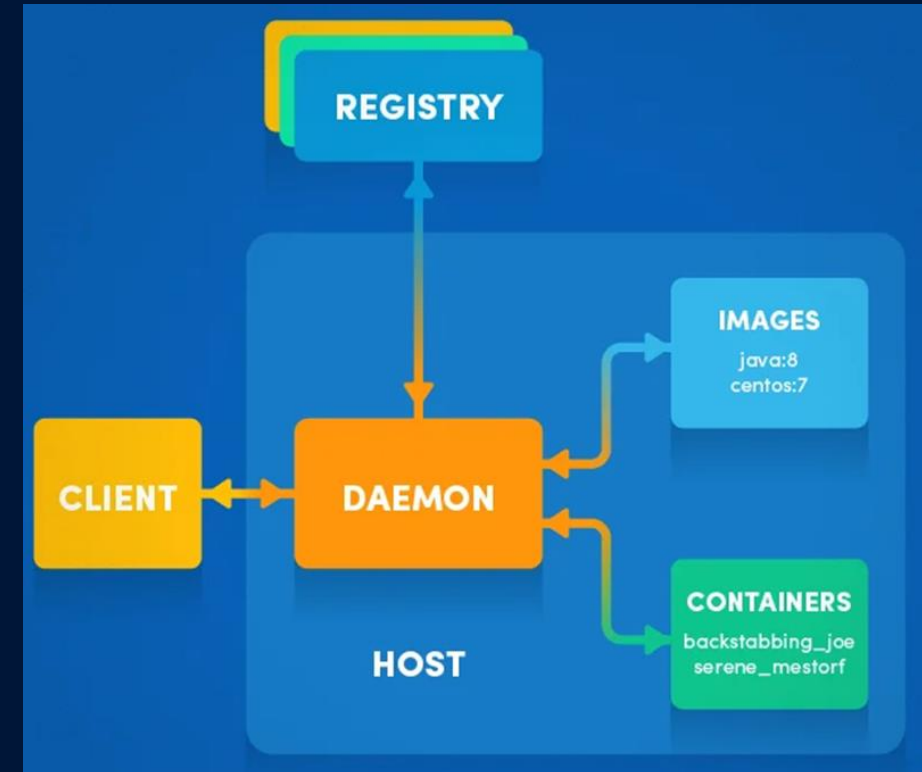 REGISTRY
IMAGES
java:8
centos:7
CLIENT
DAEMON
CONTAINERS
backstabbing_joe
serene_mestorf
HOST